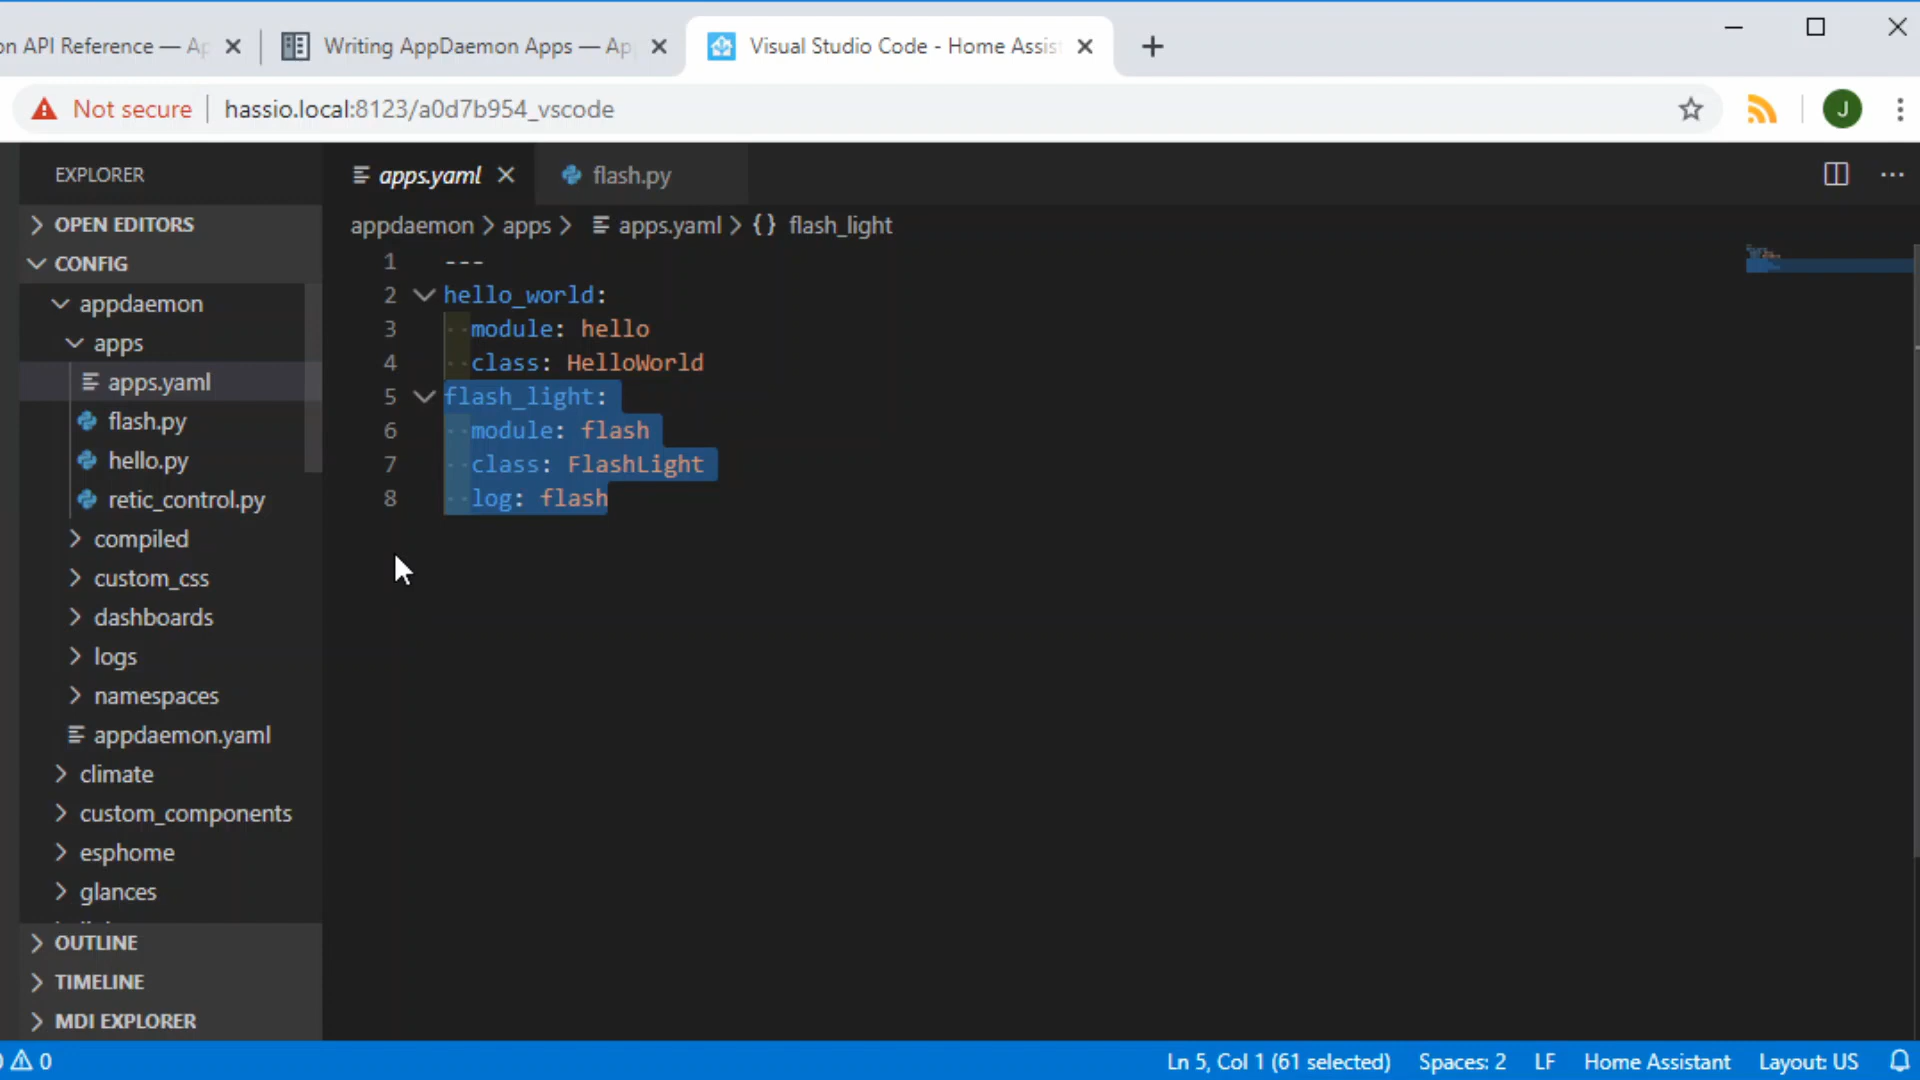 on API Reference — Ap
Writing AppDaemon Apps — Ap
Visual Studio Code - Home Assis
Not secure
hassio.local:8123/a0d7b954_vscode
J
EXPLORER
OPEN EDITORS
CONFIG
appdaemon
apps
apps.yaml
flash.py
hello.py
retic_control.py
compiled
custom_css
dashboards
logs
namespaces
appdaemon.yaml
climate
custom_components
esphome
glances
OUTLINE
TIMELINE
MDI EXPLORER
apps.yaml
flash.py
appdaemon > apps > apps.yaml > {} flash_light
1 ---
2 hello_world:
3 module: hello
4 class: HelloWorld
5 flash_light:
6 module: flash
7 class: FlashLight
8 log: flash
0
Ln 5, Col 1 (61 selected)
Spaces: 2
LF
Home Assistant
Layout: US